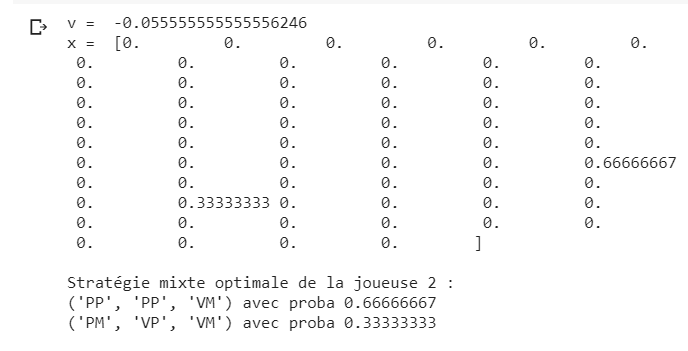 v =  -0.055555555555556246
x =  [0.         0.         0.         0.         0.         0.
 0.         0.         0.         0.         0.         0.
 0.         0.         0.         0.         0.         0.
 0.         0.         0.         0.         0.         0.
 0.         0.         0.         0.         0.         0.
 0.         0.         0.         0.         0.         0.
 0.         0.         0.         0.         0.         0.66666667
 0.         0.         0.         0.         0.         0.
 0.         0.33333333 0.         0.         0.         0.
 0.         0.         0.         0.         0.         0.
 0.         0.         0.         0.        ]
Stratégie mixte optimale de la joueuse 2 :
('PP', 'PP', 'VM') avec proba 0.66666667
('PM', 'VP', 'VM') avec proba 0.33333333